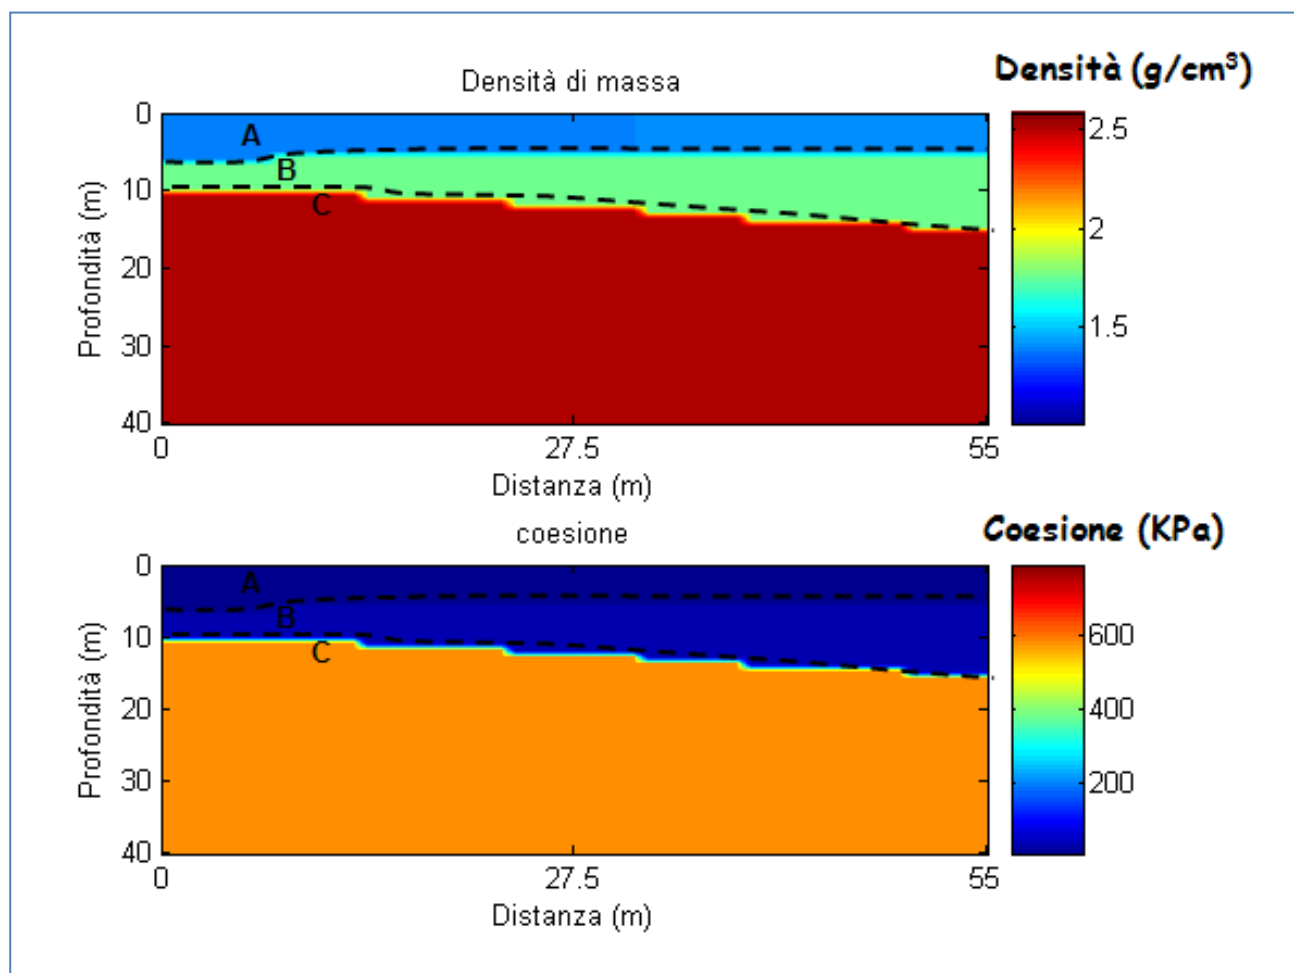 Densità di massa
Densità (g/cm³)
0
10
20
30
40
Profondità (m)
A
B
C
0
27.5
55
Distanza (m)
2.5
2
1.5
coesione
Coesione (KPa)
0
10
20
30
40
Profondità (m)
A
B
C
0
27.5
55
Distanza (m)
600
400
200